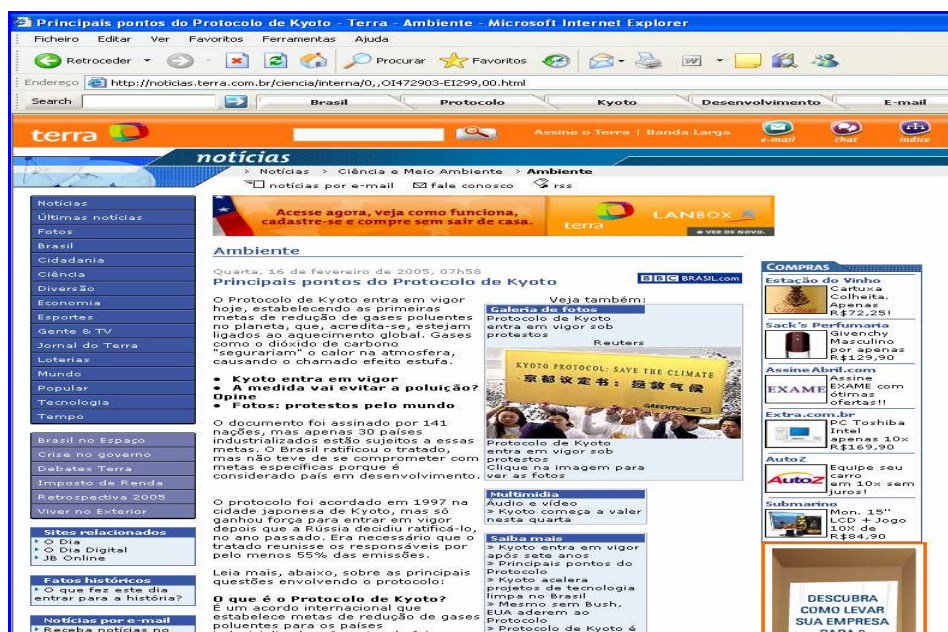 Principais pontos do Protocolo de Kyoto - Terra - Ambiente - Microsoft Internet Explorer
Ficheiro Editar Ver Favoritos Ferramentas Ajuda
Retroceder Procurar Favoritos
Endereço http://noticias.terra.com.br/ciencia/interna/0,,OI472903-EI299,00.html
Search Brasil Protocolo Kyoto Desenvolvimento E-mail
terra Assine o Terra | Banda Larga e-mail chat índice
notícias
> Notícias > Ciência e Meio Ambiente > Ambiente
notícias por e-mail fale conosco rss
Notícias
Últimas notícias
Fotos
Brasil
Cidadania
Ciência
Diversão
Economia
Esportes
Gente & TV
Jornal do Terra
Loterias
Mundo
Popular
Tecnologia
Tempo
Brasil no Espaço
Crise no governo
Debates Terra
Imposto de Renda
Retrospectiva 2005
Viver no Exterior
Sites relacionados
O Dia
O Dia Digital
JB Online
Fatos históricos
O que fez este dia
entrar para a história?
Notícias por e-mail
Receba notícias no
Acesse agora, veja como funciona,
cadastre-se e compre sem sair de casa.
terra
LANBOX
VER DE NOVO.
Ambiente
Quarta, 16 de fevereiro de 2005, 07h58
Principais pontos do Protocolo de Kyoto
BBC BRASIL.com
O Protocolo de Kyoto entra em vigor
hoje, estabelecendo as primeiras
metas de redução de gases poluentes
no planeta, que, acredita-se, estejam
ligados ao aquecimento global. Gases
como o dióxido de carbono
"segurariam" o calor na atmosfera,
causando o chamado efeito estufa.
• Kyoto entra em vigor
• A medida vai evitar a poluição?
Opine
• Fotos: protestos pelo mundo
O documento foi assinado por 141
nações, mas apenas 30 países
industrializados estão sujeitos a essas
metas. O Brasil ratificou o tratado,
mas não teve de se comprometer com
metas específicas porque é
considerado país em desenvolvimento.
O protocolo foi acordado em 1997 na
cidade japonesa de Kyoto, mas só
ganhou força para entrar em vigor
depois que a Rússia decidiu ratificá-lo,
no ano passado. Era necessário que o
tratado reunisse os responsáveis por
pelo menos 55% das emissões.
Leia mais, abaixo, sobre as principais
questões envolvendo o protocolo:
O que é o Protocolo de Kyoto?
É um acordo internacional que
estabelece metas de redução de gases
poluentes para os países
Veja também:
Galeria de fotos
Protocolo de Kyoto
entra em vigor sob
protestos
Reuters
KYOTO PROTOCOL: SAVE THE CLIMATE
京都议定书: 拯救气候
GREENPEACE
Protocolo de Kyoto
entra em vigor sob
protestos
Clique na imagem para
ver as fotos
Multimídia
Áudio e vídeo
» Kyoto começa a valer
nesta quarta
Saiba mais
» Kyoto entra em vigor
após sete anos
» Principais pontos do
Protocolo
» Kyoto acelera
projetos de tecnologia
limpa no Brasil
» Mesmo sem Bush,
EUA aderem ao
Protocolo
» Protocolo de Kyoto é
COMPRAS
Estação do Vinho
Cartuxa
Colheita.
Apenas
R$72,25!
Sack's Perfumaria
Givenchy
Masculino
por apenas
R$129,90
AssineAbril.com
EXAME
Assine
EXAME com
ótimas
ofertas!!
Extra.com.br
PC Toshiba
Intel
apenas 10x
R$169,90
AutoZ
AutoZ
Equipe seu
carro
em 10x sem
juros!
Submarino
Mon. 15"
LCD + Jogo
10X de
R$84,90
DESCUBRA
COMO LEVAR
SUA EMPRESA